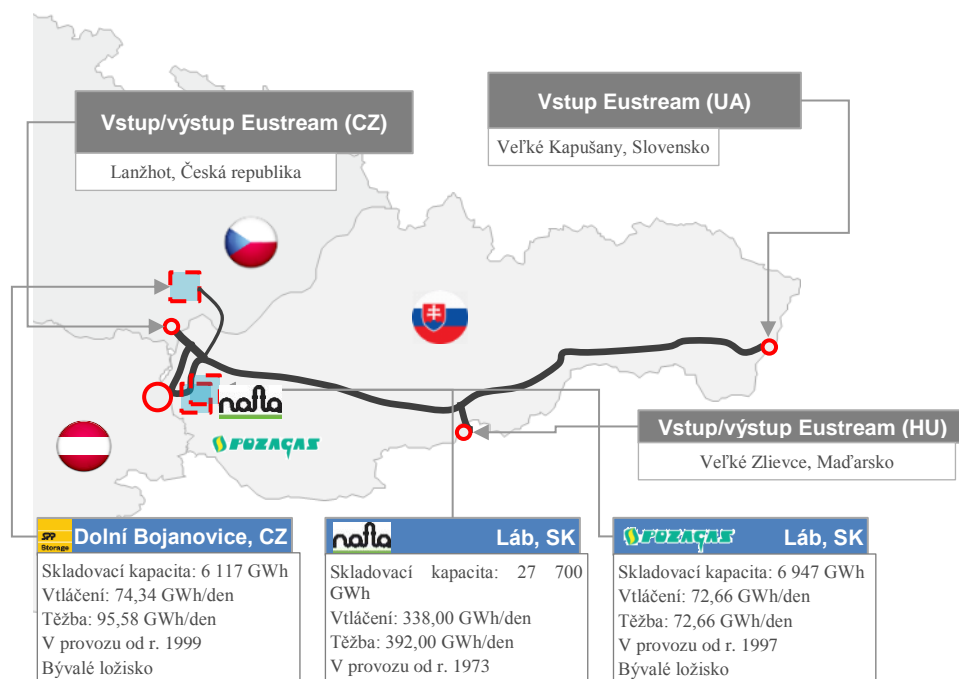 Vstup/výstup Eustream (CZ)
Lanžhot, Česká republika
Vstup Eustream (UA)
Veľké Kapušany, Slovensko
nafta
POZAGAS
Vstup/výstup Eustream (HU)
Veľké Zlievce, Maďarsko
SPP
Storage
Dolní Bojanovice, CZ
Skladovací kapacita: 6 117 GWh
Vtláčení: 74,34 GWh/den
Těžba: 95,58 GWh/den
V provozu od r. 1999
Bývalé ložisko
nafta
Láb, SK
Skladovací kapacita: 27 700
GWh
Vtláčení: 338,00 GWh/den
Těžba: 392,00 GWh/den
V provozu od r. 1973
POZAGAS
Láb, SK
Skladovací kapacita: 6 947 GWh
Vtláčení: 72,66 GWh/den
Těžba: 72,66 GWh/den
V provozu od r. 1997
Bývalé ložisko